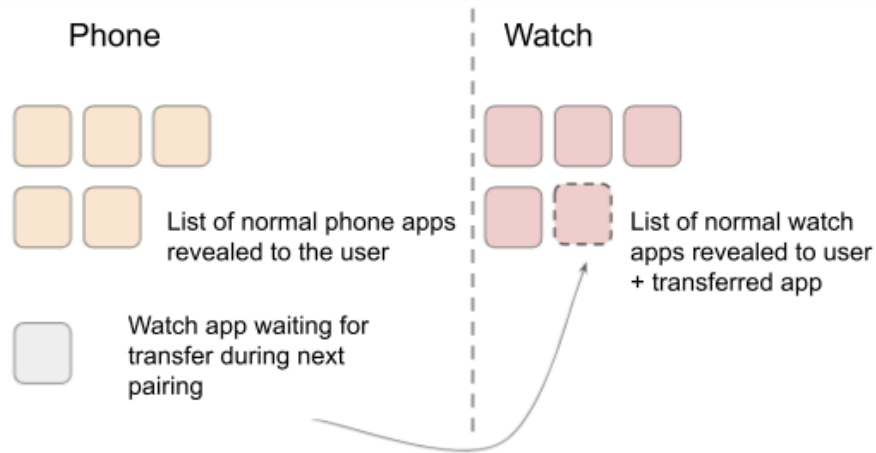 Phone
Watch
List of normal phone apps
revealed to the user
List of normal watch
apps revealed to user
+ transferred app
Watch app waiting for
transfer during next
pairing